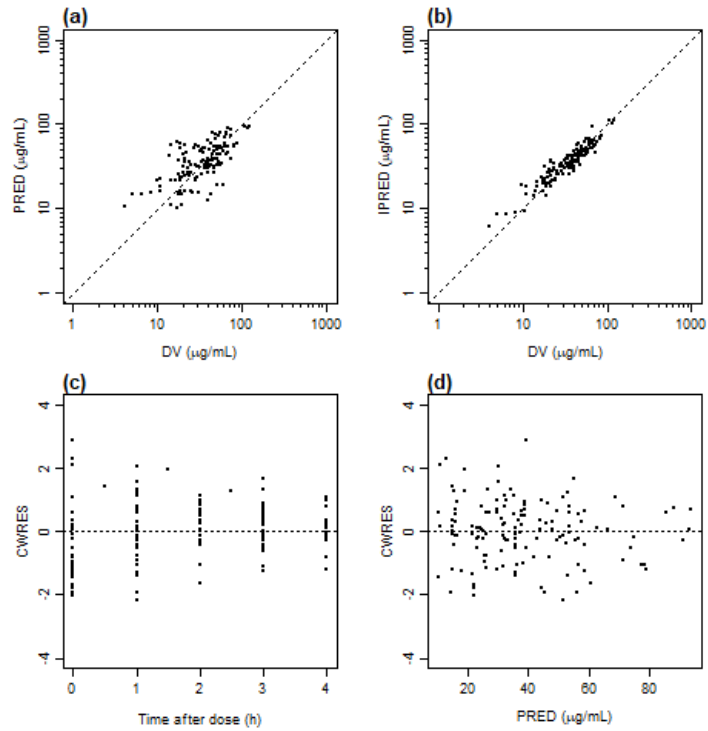 (a)
1000
100
10
1
PRED (μg/mL)
1 10 100 1000
DV (μg/mL)
(b)
1000
100
10
1
IPRED (μg/mL)
1 10 100 1000
DV (μg/mL)
(c)
4
2
0
-2
-4
CWRES
0 1 2 3 4
Time after dose (h)
(d)
4
2
0
-2
-4
CWRES
20 40 60 80
PRED (μg/mL)